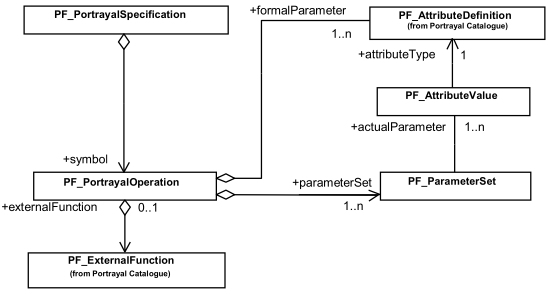 PF_PortrayalSpecification
+formalParameter
1..n
PF_AttributeDefinition
(from Portrayal Catalogue)
+attributeType
1
PF_AttributeValue
+actualParameter
1..n
+symbol
PF_PortrayalOperation
+parameterSet
1..n
PF_ParameterSet
+externalFunction
0..1
PF_ExternalFunction
(from Portrayal Catalogue)